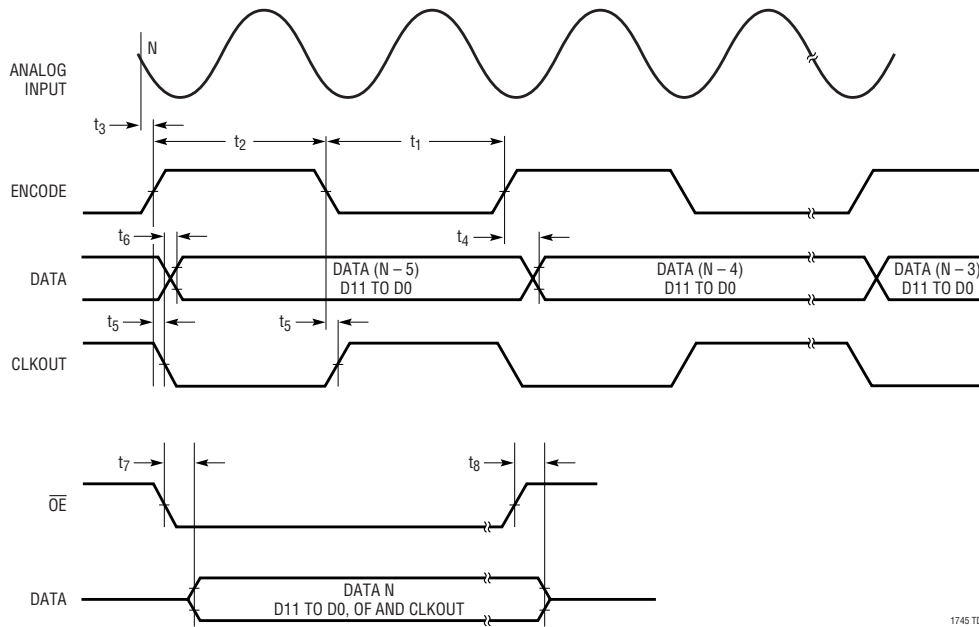 N
ANALOG
INPUT
t3
t2
t1
ENCODE
t6
t4
DATA
DATA (N – 5)
D11 TO D0
DATA (N – 4)
D11 TO D0
DATA (N – 3)
D11 TO D0
t5
t5
CLKOUT
t7
t8
OE
DATA
DATA N
D11 TO D0, OF AND CLKOUT